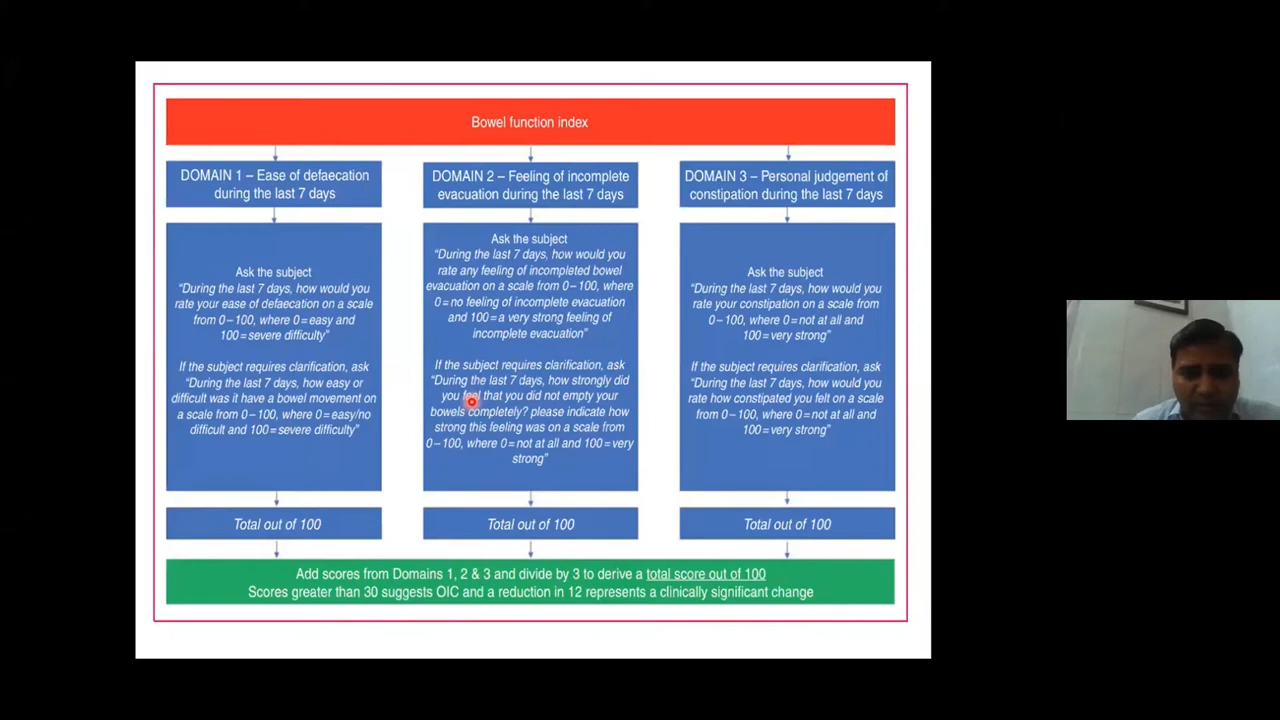 Bowel function index
DOMAIN 1 – Ease of defaecation
during the last 7 days
Ask the subject
"During the last 7 days, how would you
rate your ease of defaecation on a scale
from 0–100, where 0=easy and
100=severe difficulty"
If the subject requires clarification, ask
"During the last 7 days, how easy or
difficult was it have a bowel movement on
a scale from 0–100, where 0=easy/no
difficult and 100=severe difficulty"
Total out of 100
DOMAIN 2 – Feeling of incomplete
evacuation during the last 7 days
Ask the subject
"During the last 7 days, how would you
rate any feeling of incompleted bowel
evacuation on a scale from 0–100, where
0=no feeling of incomplete evacuation
and 100=a very strong feeling of
incomplete evacuation"
If the subject requires clarification, ask
"During the last 7 days, how strongly did
you feel that you did not empty your
bowels completely? please indicate how
strong this feeling was on a scale from
0–100, where 0=not at all and 100=very
strong"
Total out of 100
DOMAIN 3 – Personal judgement of
constipation during the last 7 days
Ask the subject
"During the last 7 days, how would you
rate your constipation on a scale from
0–100, where 0=not at all and
100=very strong"
If the subject requires clarification, ask
"During the last 7 days, how would you
rate how constipated you felt on a scale
from 0–100, where 0=not at all and
100=very strong"
Total out of 100
Add scores from Domains 1, 2 & 3 and divide by 3 to derive a total score out of 100
Scores greater than 30 suggests OIC and a reduction in 12 represents a clinically significant change